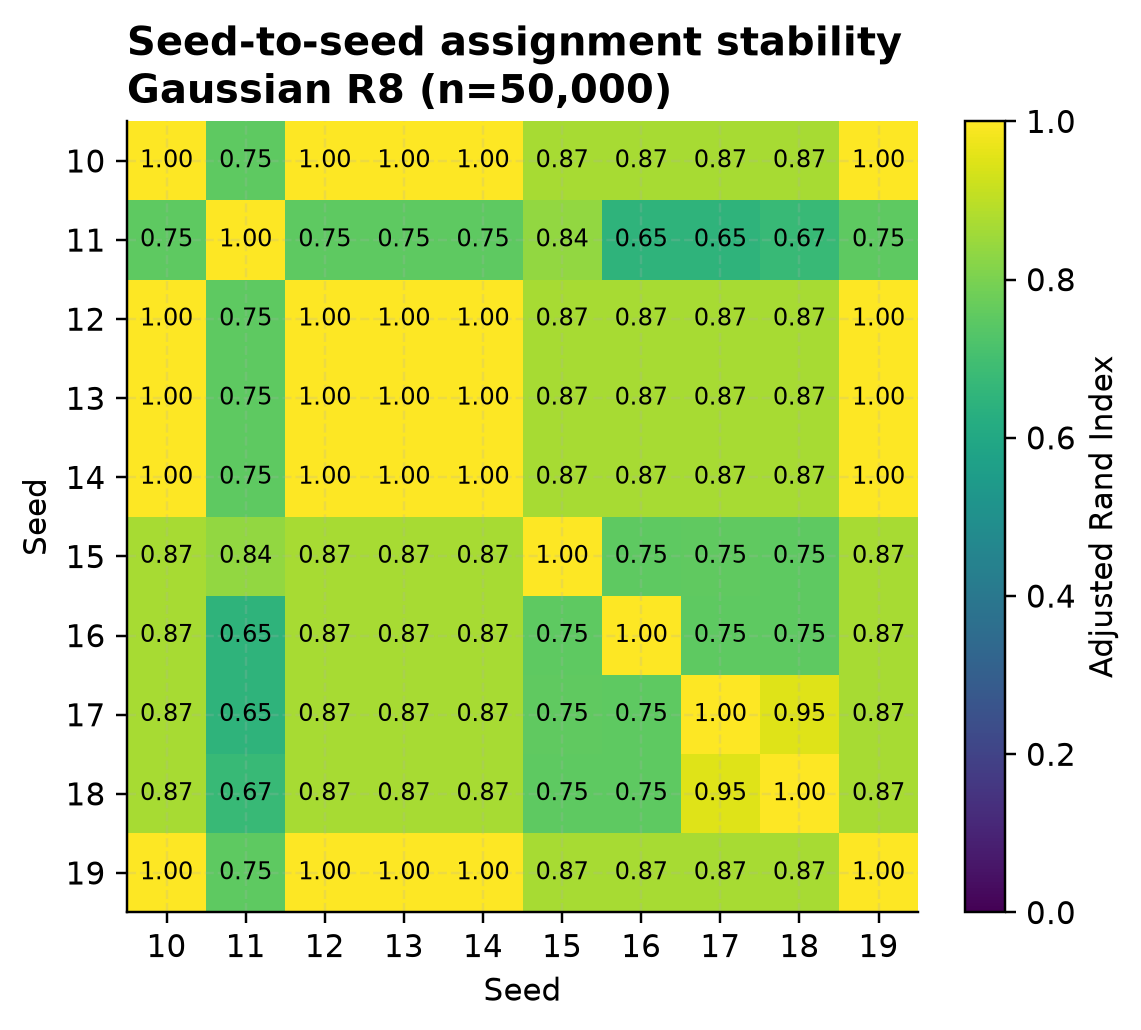 Seed-to-seed assignment stability
Gaussian R8 (n=50,000)
10 1.00 0.75 1.00 1.00 1.00 0.87 0.87 0.87 0.87 1.00
11 0.75 1.00 0.75 0.75 0.75 0.84 0.65 0.65 0.67 0.75
12 1.00 0.75 1.00 1.00 1.00 0.87 0.87 0.87 0.87 1.00
13 1.00 0.75 1.00 1.00 1.00 0.87 0.87 0.87 0.87 1.00
14 1.00 0.75 1.00 1.00 1.00 0.87 0.87 0.87 0.87 1.00
15 0.87 0.84 0.87 0.87 0.87 1.00 0.75 0.75 0.75 0.87
16 0.87 0.65 0.87 0.87 0.87 0.75 1.00 0.75 0.75 0.87
17 0.87 0.65 0.87 0.87 0.87 0.75 0.75 1.00 0.95 0.87
18 0.87 0.67 0.87 0.87 0.87 0.75 0.75 0.95 1.00 0.87
19 1.00 0.75 1.00 1.00 1.00 0.87 0.87 0.87 0.87 1.00
10 11 12 13 14 15 16 17 18 19
Seed
Seed
1.0
0.8
0.6
0.4
0.2
0.0
Adjusted Rand Index